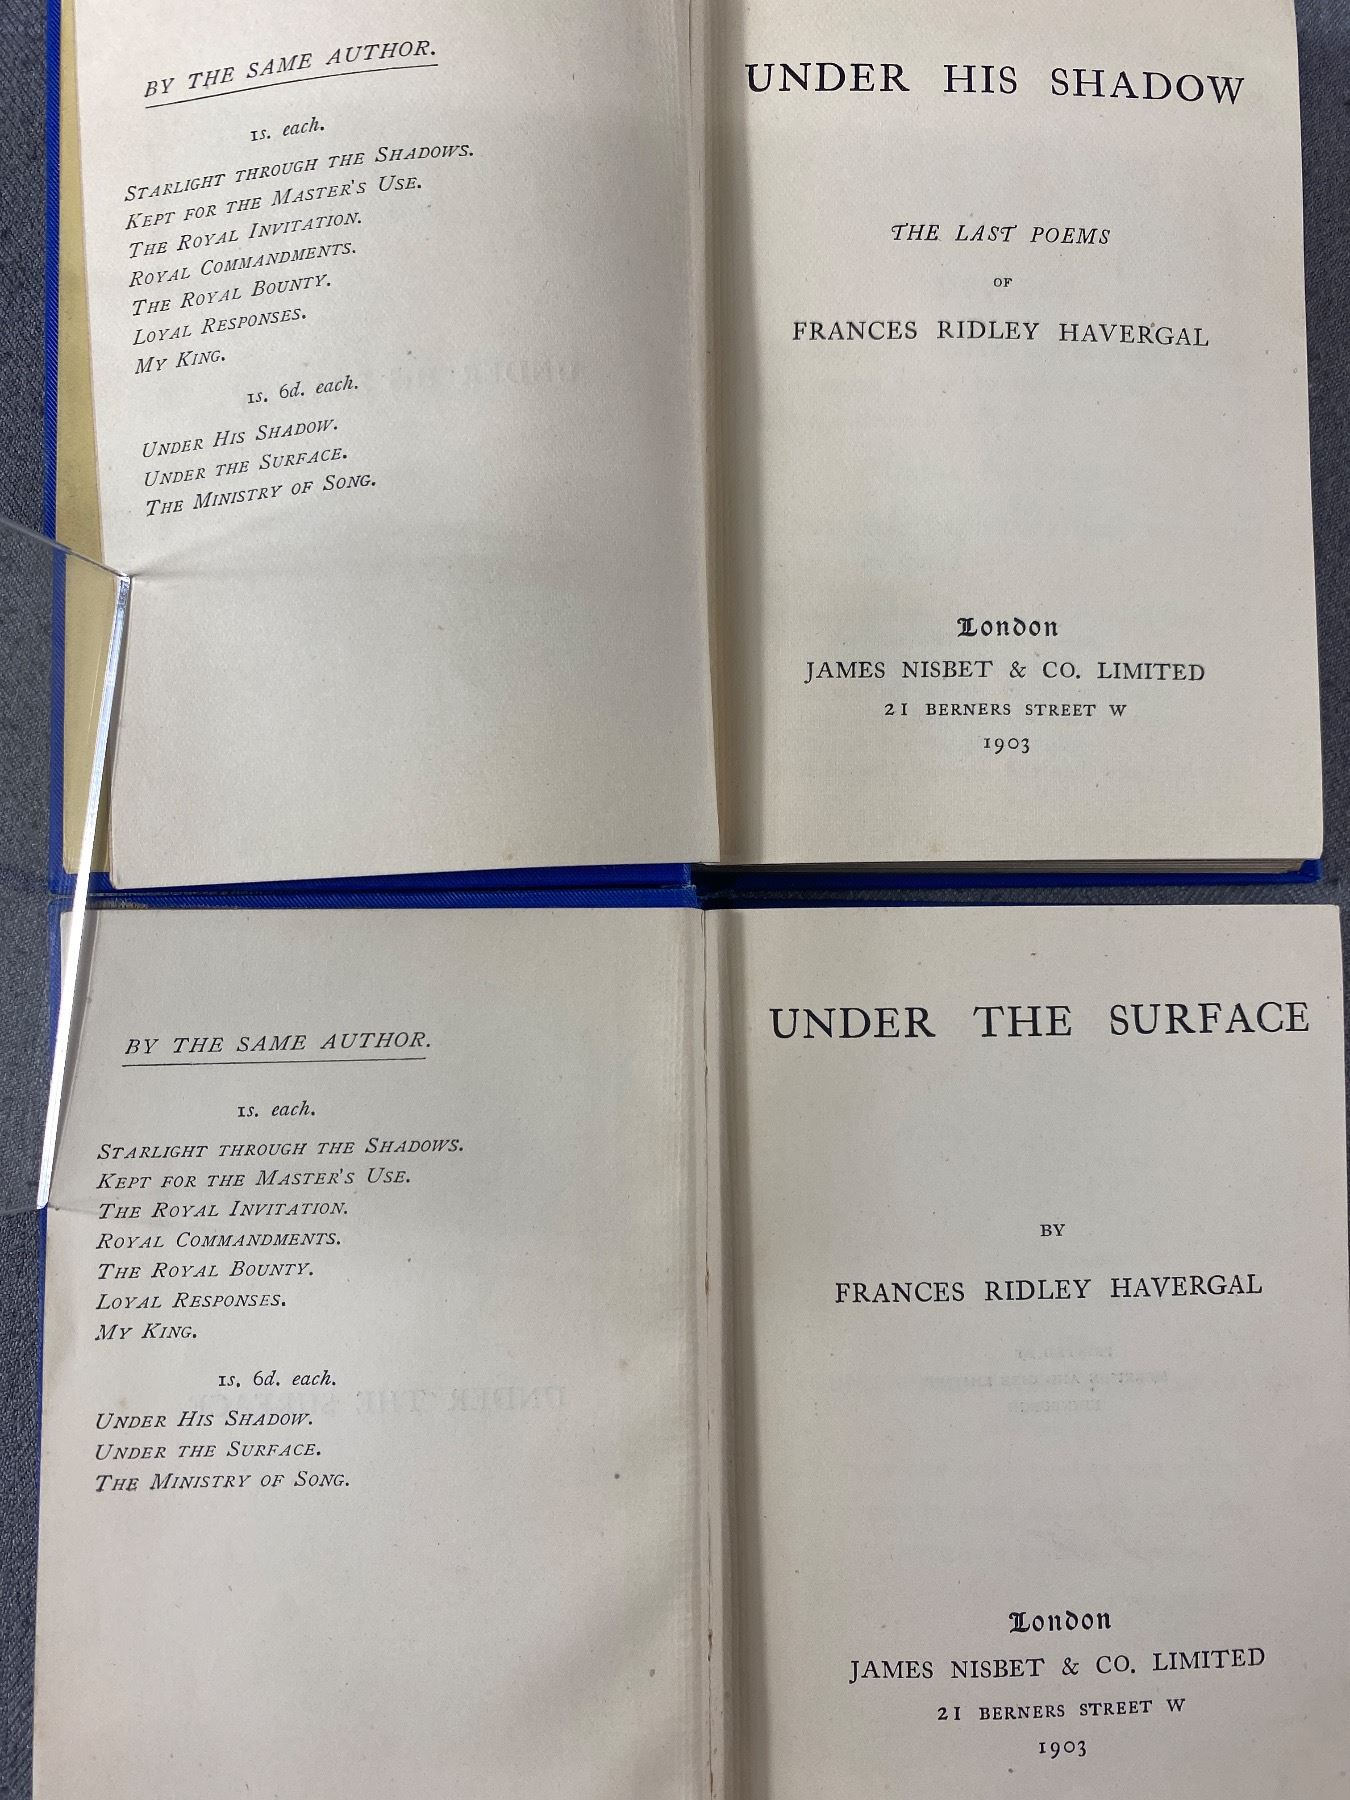 BY THE SAME AUTHOR.
1s. each.
STARLIGHT THROUGH THE SHADOWS.
KEPT FOR THE MASTER'S USE.
THE ROYAL INVITATION.
ROYAL COMMANDMENTS.
THE ROYAL BOUNTY.
LOYAL RESPONSES.
MY KING.
1s. 6d. each.
UNDER HIS SHADOW.
UNDER THE SURFACE.
THE MINISTRY OF SONG.
UNDER HIS SHADOW
THE LAST POEMS
OF
FRANCES RIDLEY HAVERGAL
London
JAMES NISBET & CO. LIMITED
21 BERNERS STREET W
1903
BY THE SAME AUTHOR.
1s. each.
STARLIGHT THROUGH THE SHADOWS.
KEPT FOR THE MASTER'S USE.
THE ROYAL INVITATION.
ROYAL COMMANDMENTS.
THE ROYAL BOUNTY.
LOYAL RESPONSES.
MY KING.
1s. 6d. each.
UNDER HIS SHADOW.
UNDER THE SURFACE.
THE MINISTRY OF SONG.
UNDER THE SURFACE
BY
FRANCES RIDLEY HAVERGAL
London
JAMES NISBET & CO. LIMITED
21 BERNERS STREET W
1903